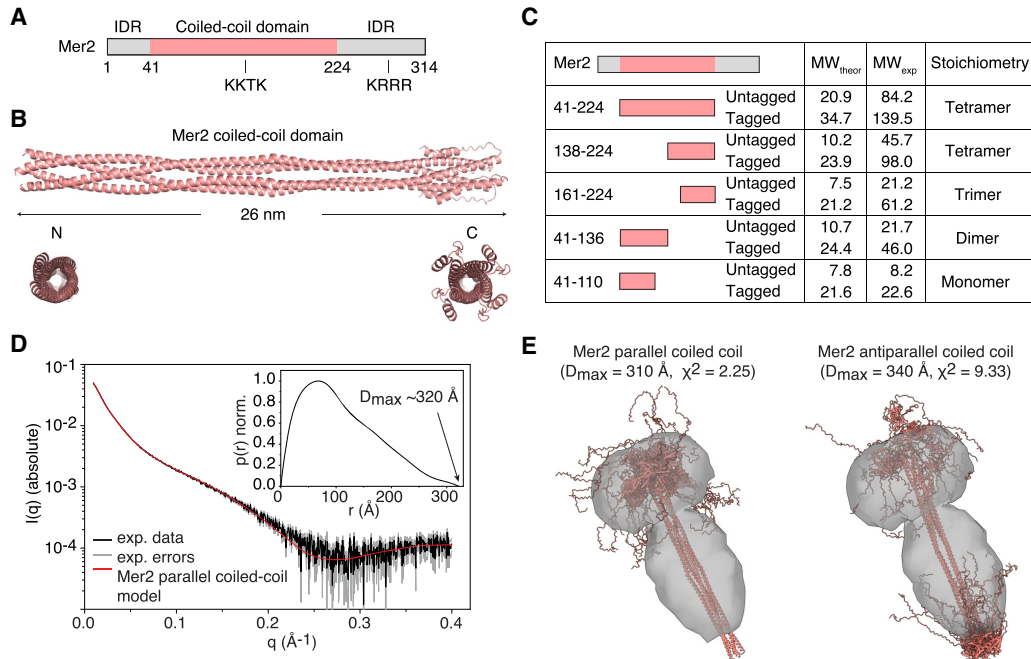 A
IDR Coiled-coil domain IDR
Mer2
1 41 224 314
KKTK KRRR
B
Mer2 coiled-coil domain
26 nm
N C
C
Mer2 MWtheor MWexp Stoichiometry
41-224 Untagged 20.9 84.2 Tetramer
Tagged 34.7 139.5
138-224 Untagged 10.2 45.7 Tetramer
Tagged 23.9 98.0
161-224 Untagged 7.5 21.2 Trimer
Tagged 21.2 61.2
41-136 Untagged 10.7 21.7 Dimer
Tagged 24.4 46.0
41-110 Untagged 7.8 8.2 Monomer
Tagged 21.6 22.6
D
I(q) (absolute)
10-1
10-2
10-3
10-4
0.0 0.1 0.2 0.3 0.4
q (Å-1)
exp. data
exp. errors
Mer2 parallel coiled-coil
model
p(r) norm.
1.0
0.8
0.6
0.4
0.2
0.0
0 100 200 300
r (Å)
Dmax ~320 Å
E
Mer2 parallel coiled coil
(Dmax = 310 Å, χ2 = 2.25)
Mer2 antiparallel coiled coil
(Dmax = 340 Å, χ2 = 9.33)